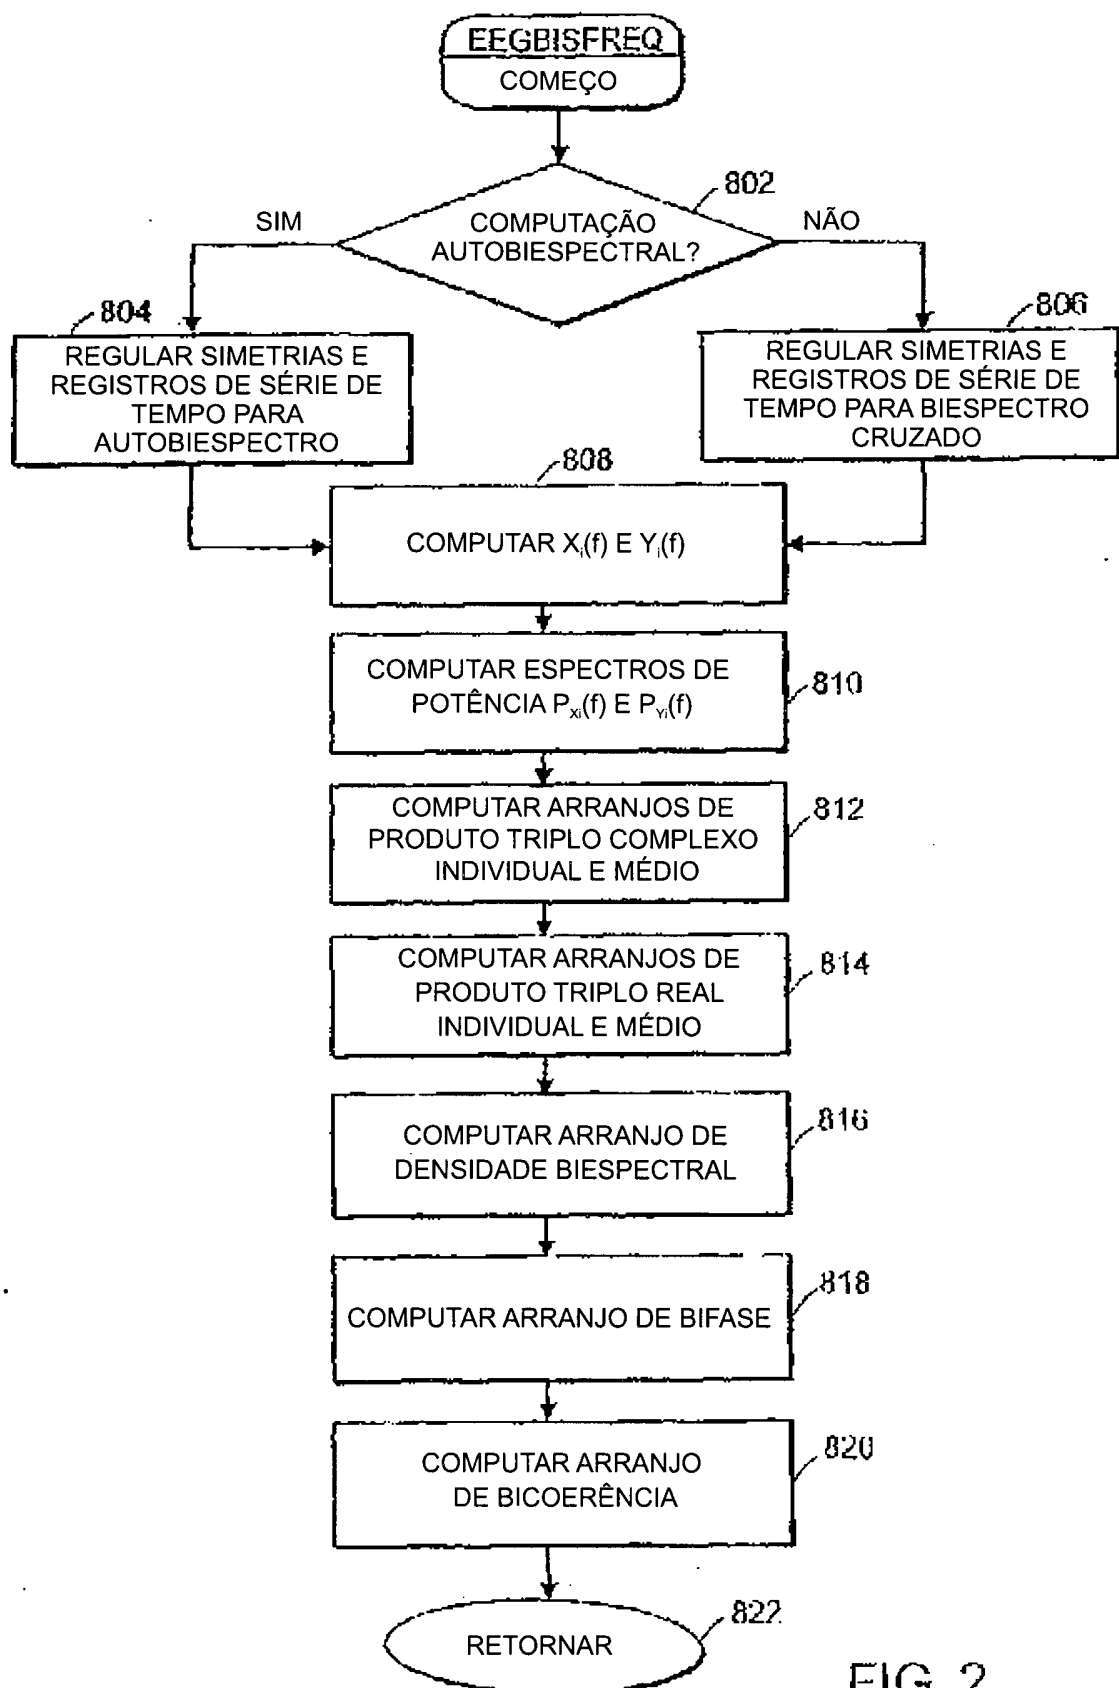 EEGBISFREQ
COMEÇO
802
COMPUTAÇÃO
AUTOBIESPECTRAL?
SIM
NÃO
804
REGULAR SIMETRIAS E
REGISTROS DE SÉRIE DE
TEMPO PARA
AUTOBIESPECTRO
806
REGULAR SIMETRIAS E
REGISTROS DE SÉRIE DE
TEMPO PARA BIESPECTRO
CRUZADO
808
COMPUTAR Xi(f) E Yi(f)
COMPUTAR ESPECTROS DE
POTÊNCIA PXi(f) E PYi(f)
810
COMPUTAR ARRANJOS DE
PRODUTO TRIPLO COMPLEXO
INDIVIDUAL E MÉDIO
812
COMPUTAR ARRANJOS DE
PRODUTO TRIPLO REAL
INDIVIDUAL E MÉDIO
814
COMPUTAR ARRANJO DE
DENSIDADE BIESPECTRAL
816
COMPUTAR ARRANJO DE BIFASE
818
COMPUTAR ARRANJO
DE BICOERÊNCIA
820
RETORNAR
822
FIG. 2